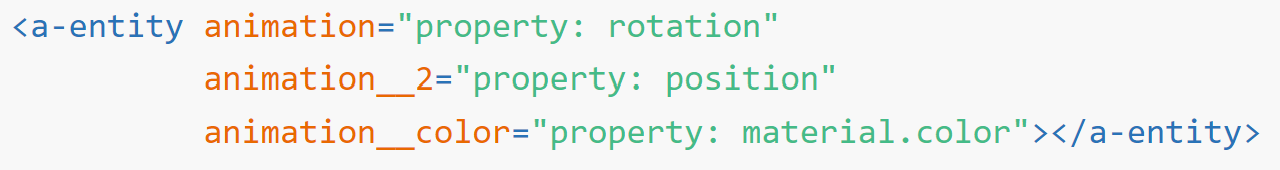 <a-entity animation="property: rotation"
animation__2="property: position"
animation__color="property: material.color"></a-entity>